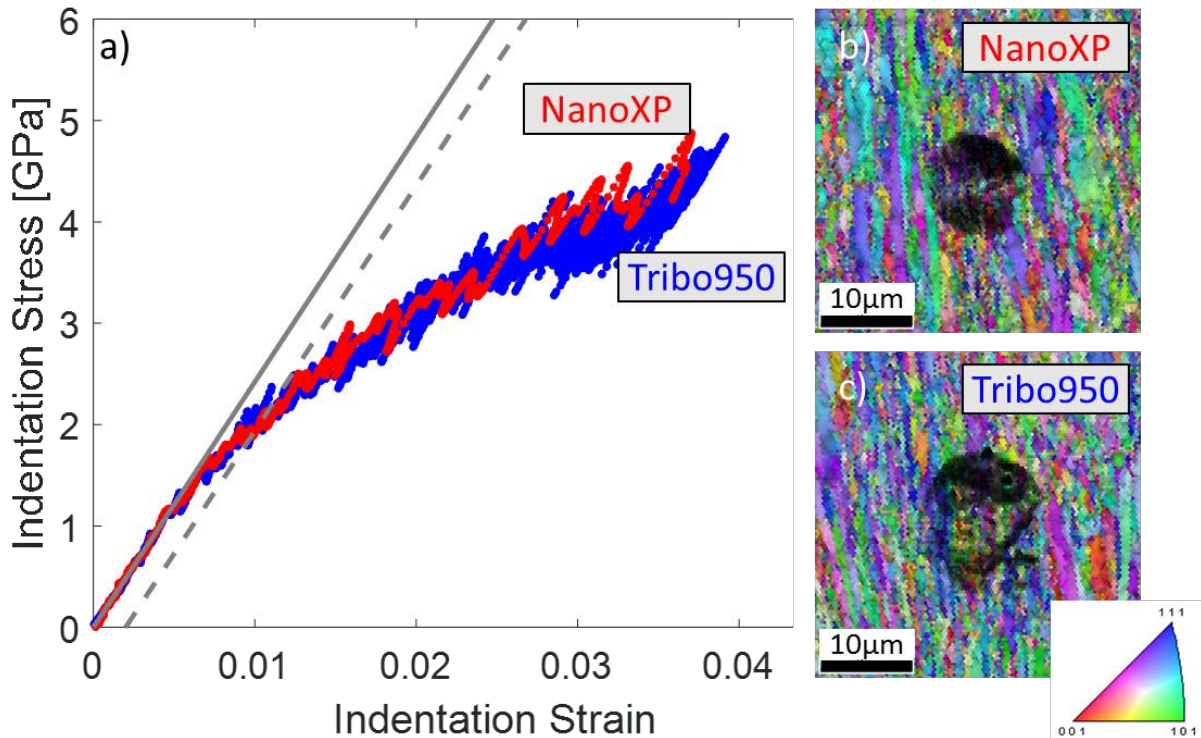 a)
Indentation Stress [GPa]
6
5
4
3
2
1
0
NanoXP
Tribo950
0 0.01 0.02 0.03 0.04
Indentation Strain
b)
NanoXP
10µm
c)
Tribo950
10µm
111
001 101